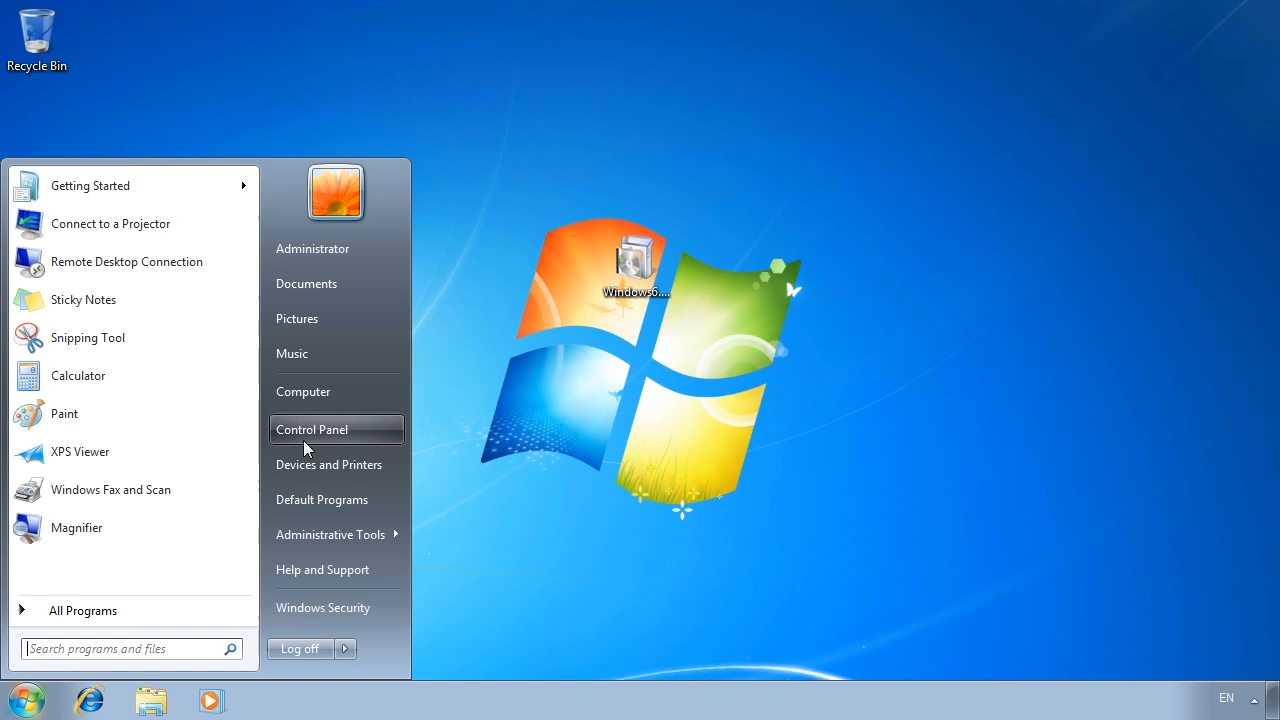 Recycle Bin
Getting Started
Connect to a Projector
Remote Desktop Connection
Sticky Notes
Snipping Tool
Calculator
Paint
XPS Viewer
Windows Fax and Scan
Magnifier
All Programs
Search programs and files
Administrator
Documents
Pictures
Music
Computer
Control Panel
Devices and Printers
Default Programs
Administrative Tools
Help and Support
Windows Security
Log off
Windows6....
EN